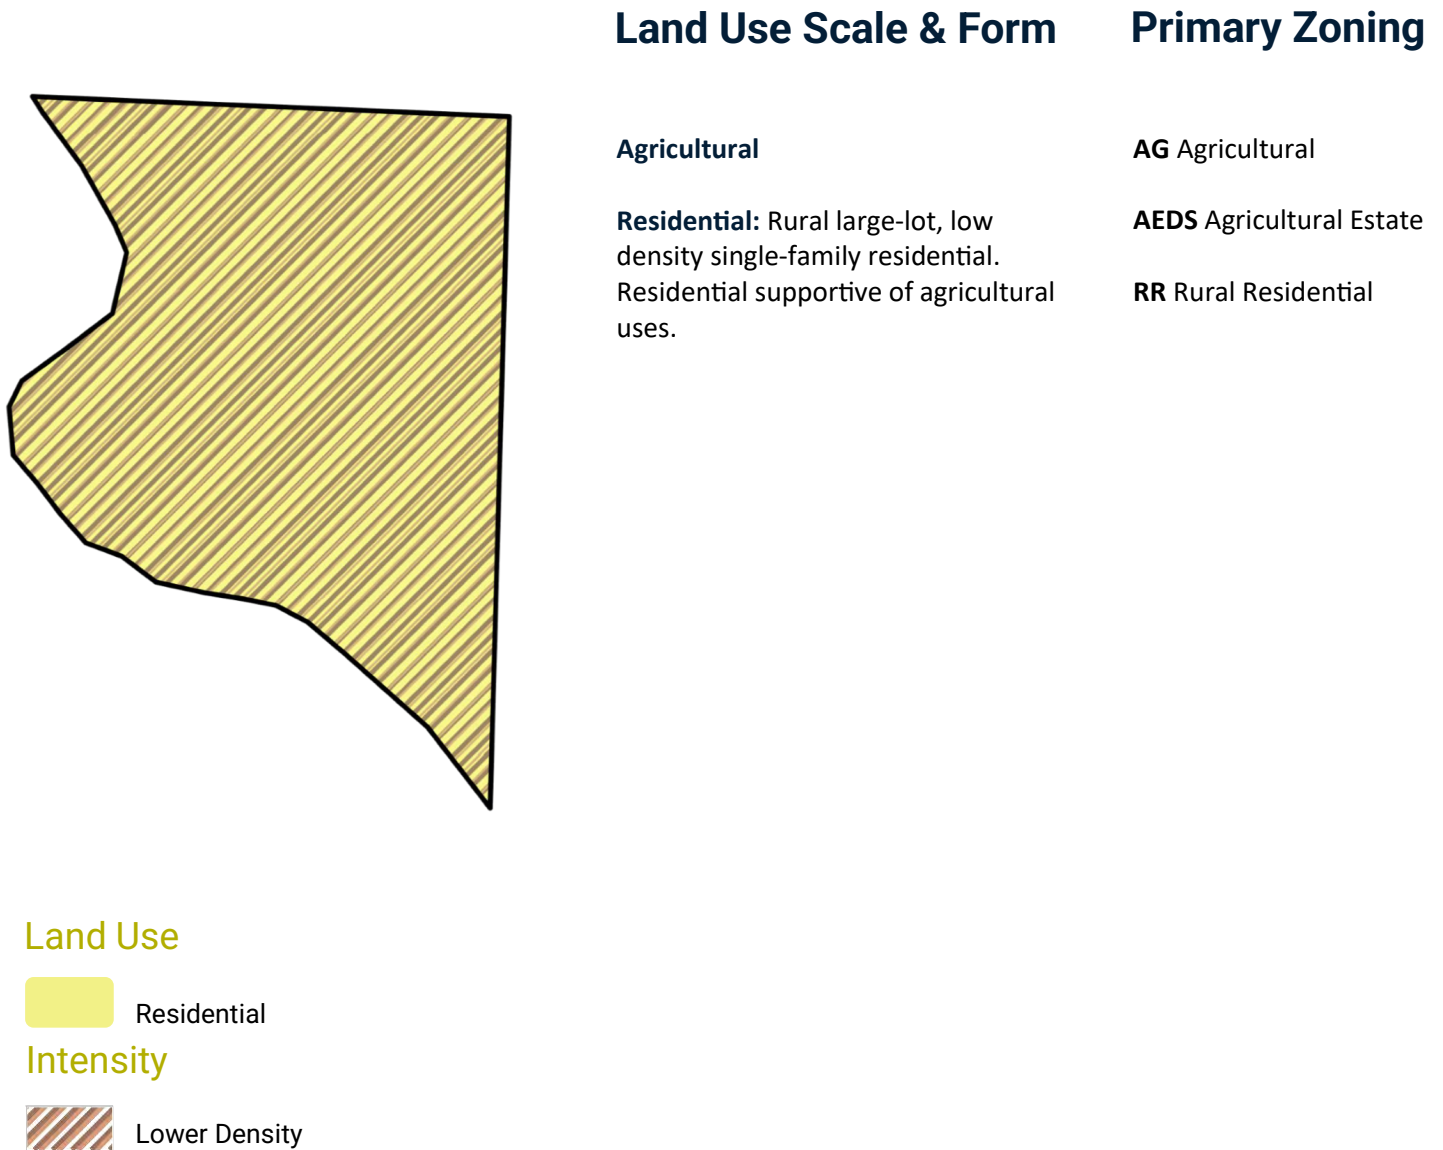 Land Use Scale & Form
Primary Zoning
Agricultural
Residential: Rural large-lot, low
density single-family residential.
Residential supportive of agricultural
uses.
AG Agricultural
AEDS Agricultural Estate
RR Rural Residential
Land Use
Residential
Intensity
Lower Density